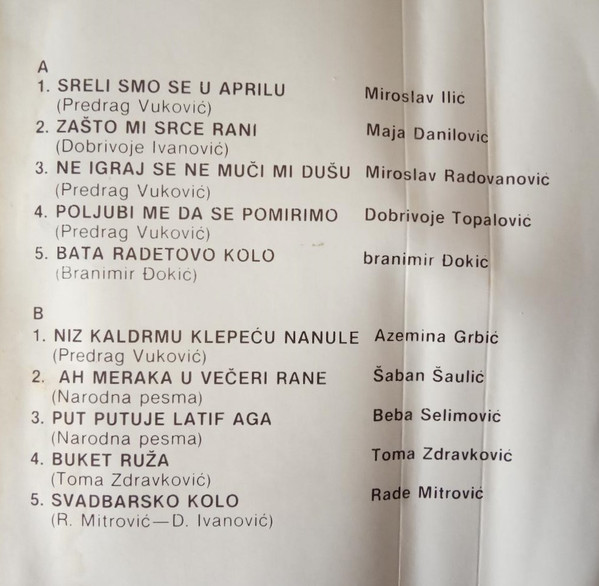 A
1. SRELI SMO SE U APRILU Miroslav Ilić
(Predrag Vuković)
2. ZAŠTO MI SRCE RANI Maja Danilovic
(Dobrivoje Ivanović)
3. NE IGRAJ SE NE MUČI MI DUŠU Miroslav Radovanović
(Predrag Vuković)
4. POLJUBI ME DA SE POMIRIMO Dobrivoje Topalović
(Predrag Vuković)
5. BATA RADETOVO KOLO branimir Đokić
(Branimir Đokić)
B
1. NIZ KALDRMU KLEPEĆU NANULE Azemina Grbić
(Predrag Vuković)
2. AH MERAKA U VEČERI RANE Šaban Šaulić
(Narodna pesma)
3. PUT PUTUJE LATIF AGA Beba Selimović
(Narodna pesma)
4. BUKET RUŽA Toma Zdravković
(Toma Zdravković)
5. SVADBARSKO KOLO Rade Mitrović
(R. Mitrović—D. Ivanović)